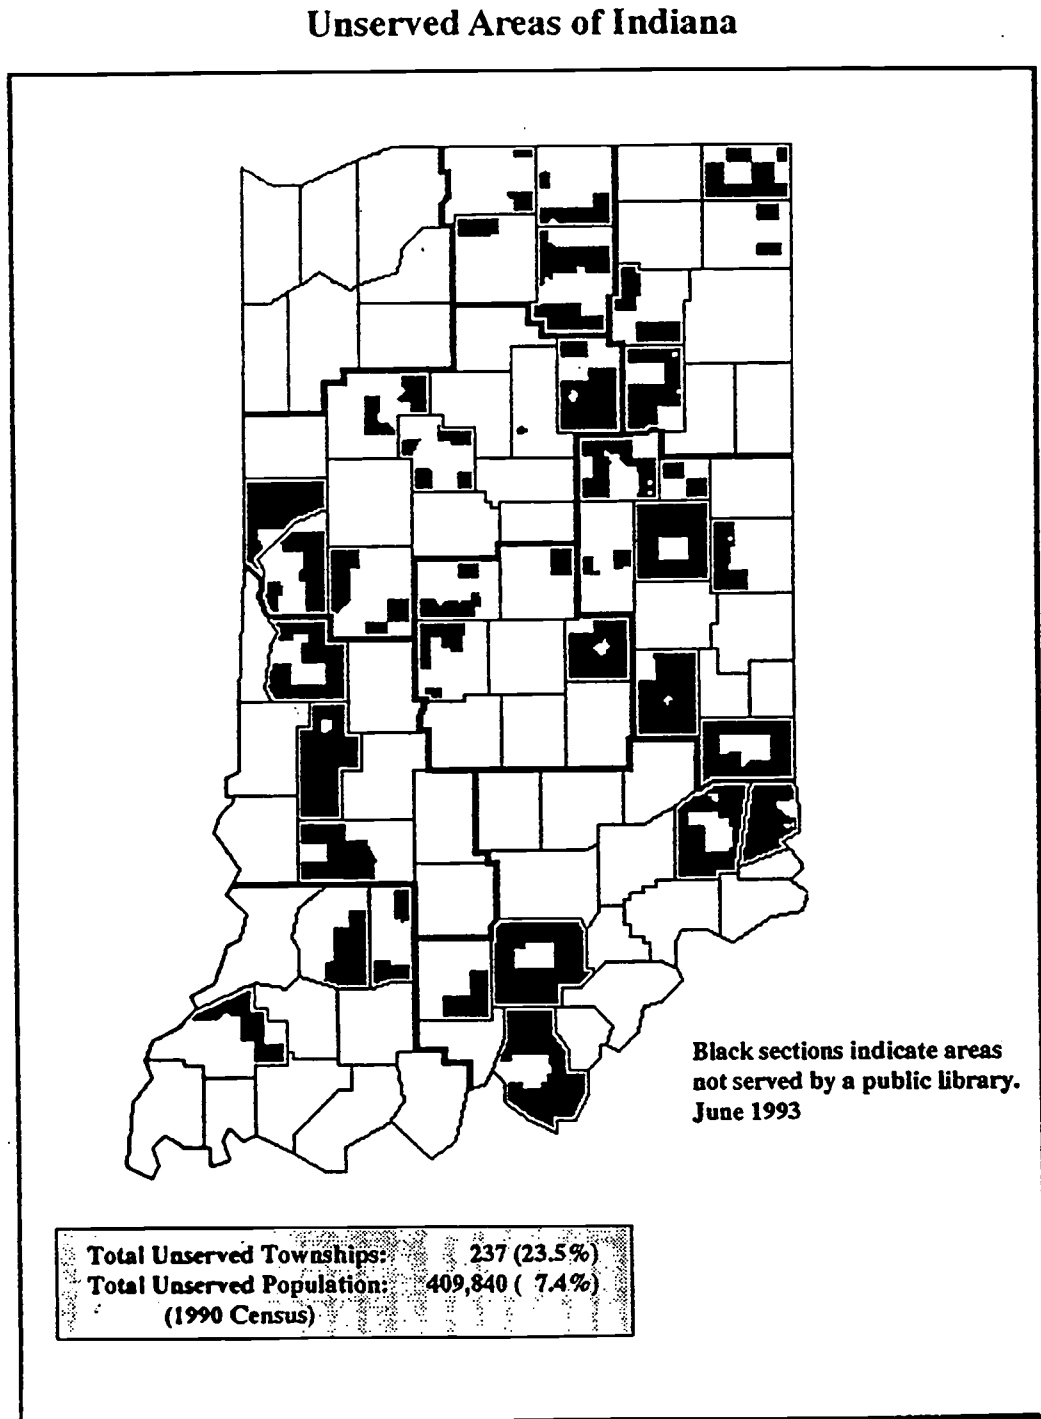 Unserved Areas of Indiana
Black sections indicate areas
not served by a public library.
June 1993
Total Unserved Townships: 237 (23.5%)
Total Unserved Population: 409,840 ( 7.4%)
(1990 Census)